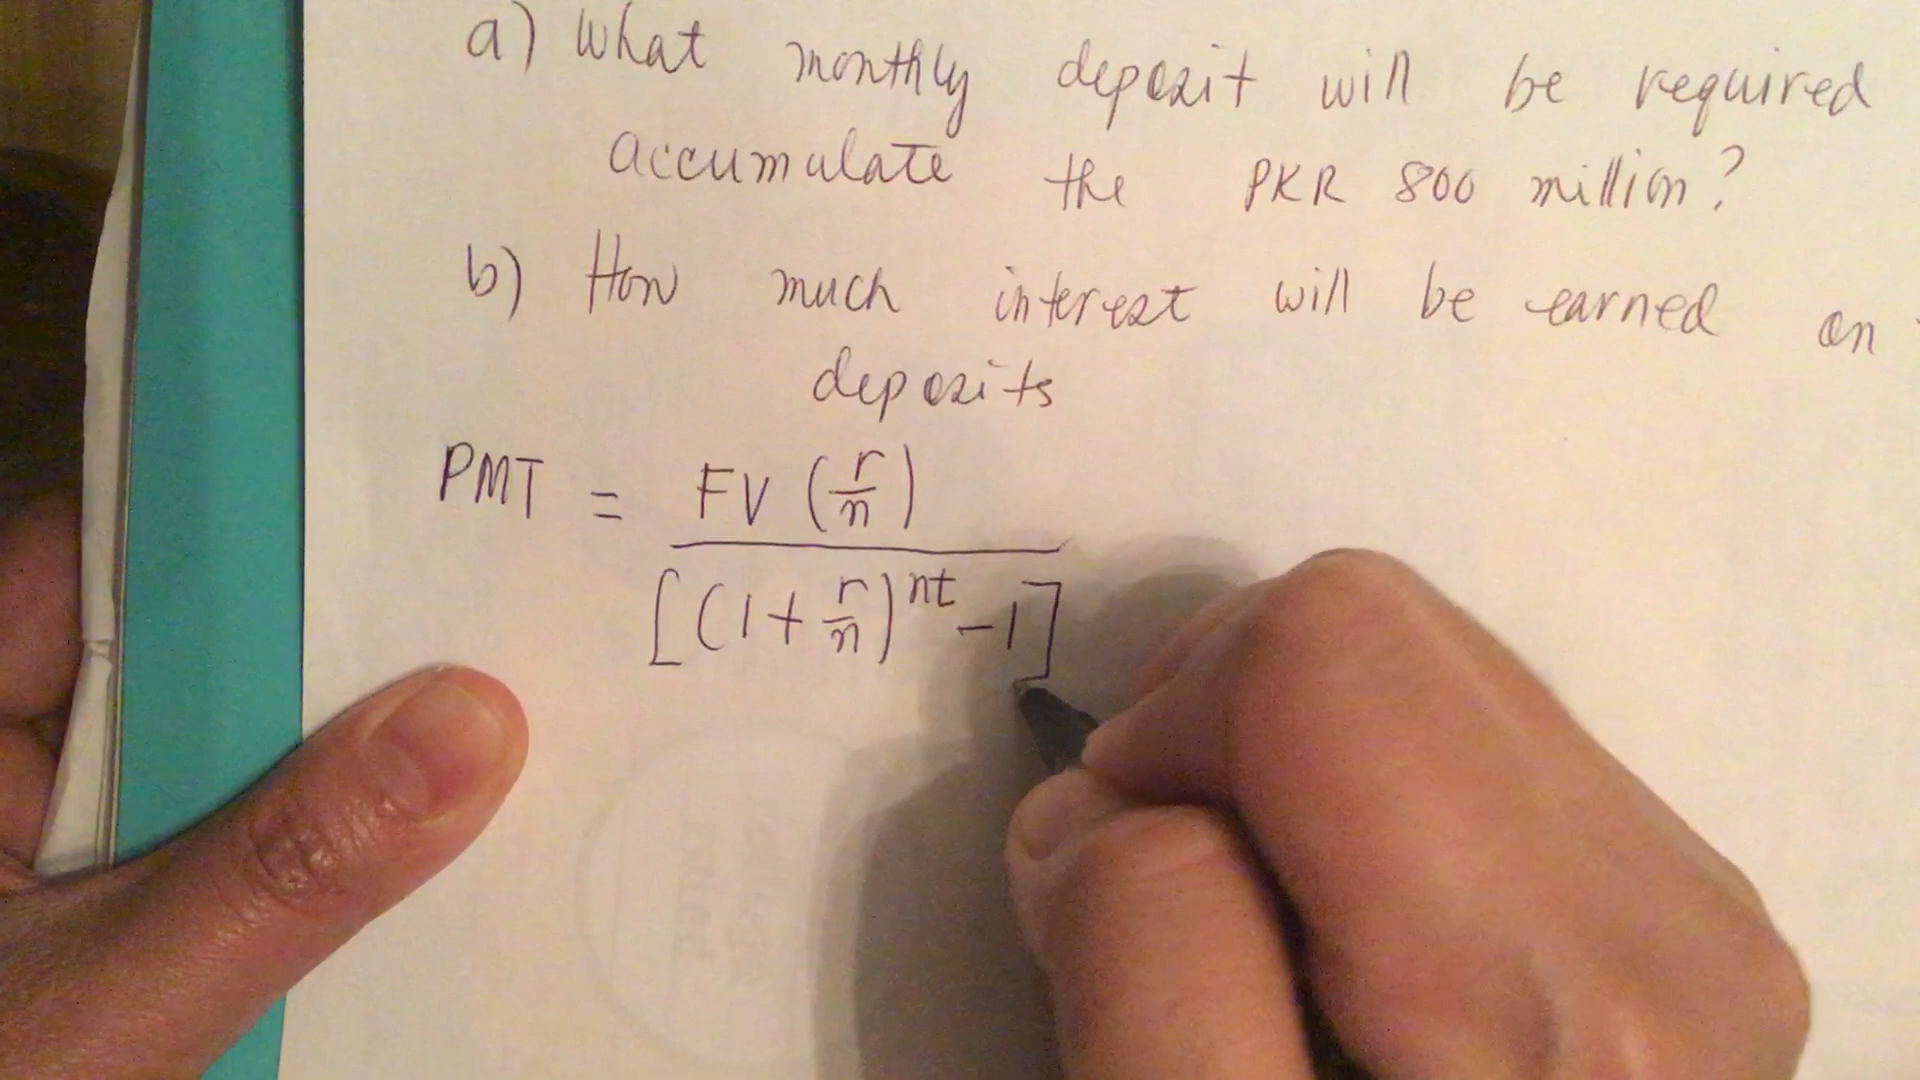 a) What monthly deposit will be required
accumulate the PKR 800 million?
b) How much interest will be earned on
deposits
PMT = FV (r/n)
[(1 + r/n)^nt - 1]